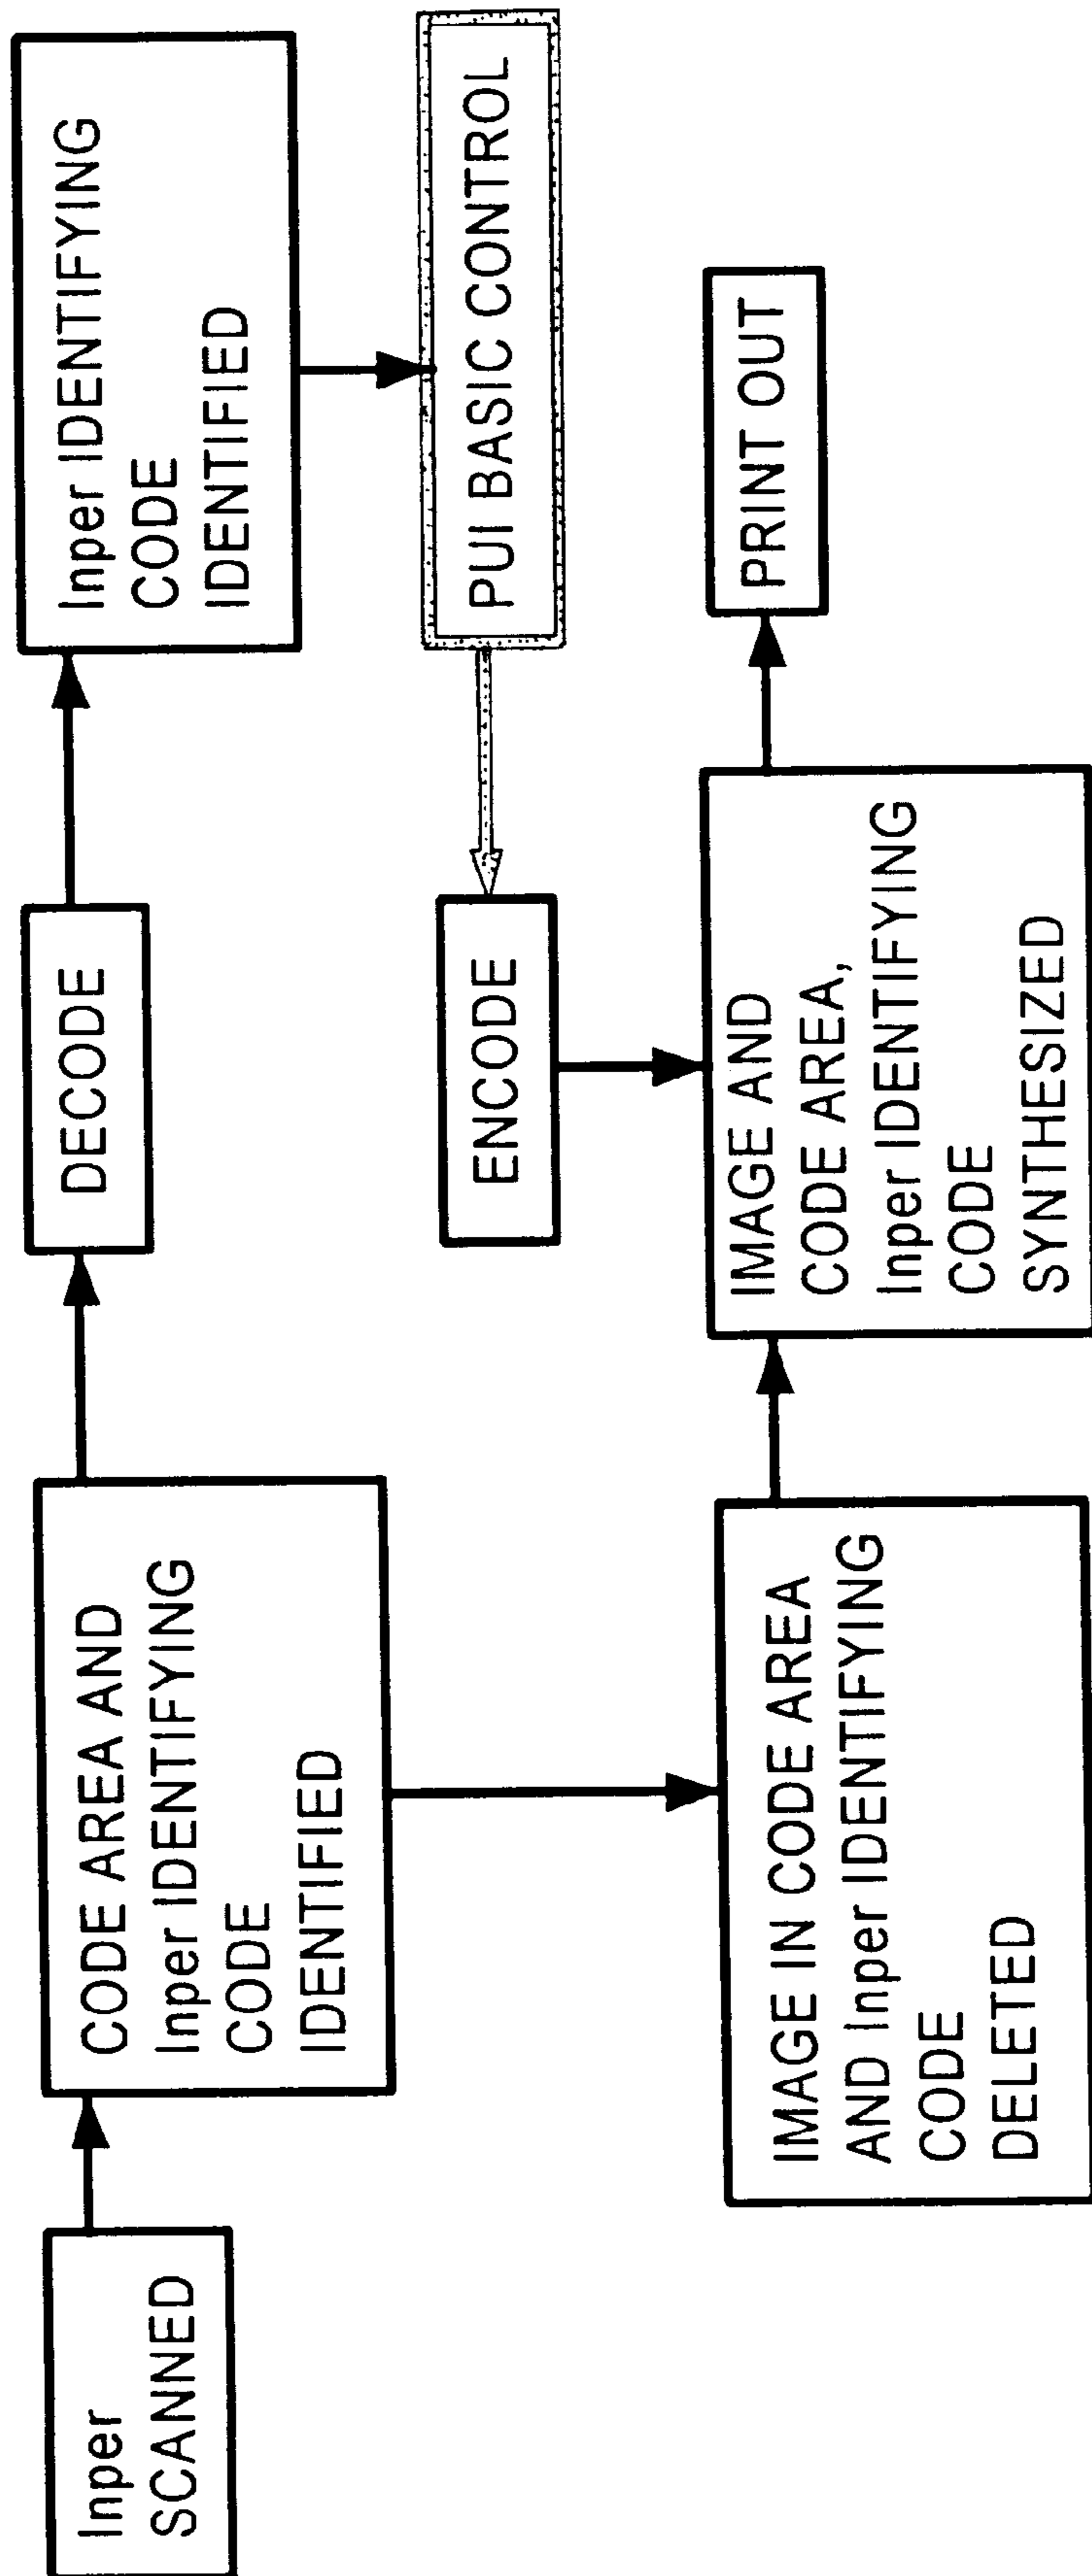 Inper
SCANNED
CODE AREA AND
Inper IDENTIFYING
CODE
IDENTIFIED
DECODE
Inper IDENTIFYING
CODE
IDENTIFIED
PUI BASIC CONTROL
ENCODE
IMAGE IN CODE AREA
AND Inper IDENTIFYING
CODE
DELETED
IMAGE AND
CODE AREA,
Inper IDENTIFYING
CODE
SYNTHESIZED
PRINT OUT